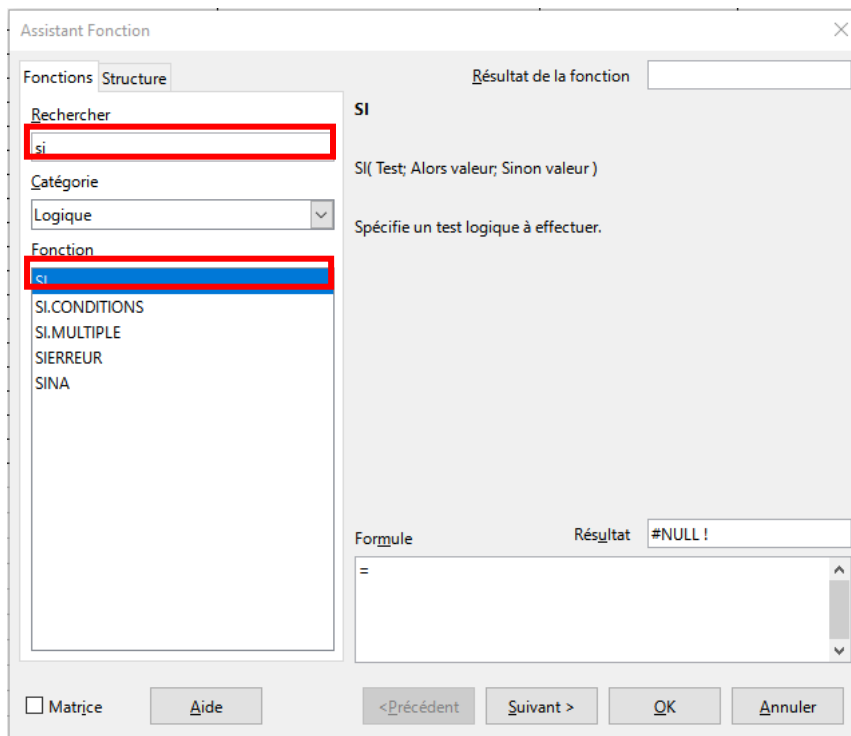 Assistant Fonction
Fonctions Structure
Résultat de la fonction
Rechercher
si
Catégorie
Logique
Fonction
SI
SI.CONDITIONS
SI.MULTIPLE
SIERREUR
SINA
SI
SI( Test; Alors valeur; Sinon valeur )
Spécifie un test logique à effectuer.
Formule
Résultat
#NULL !
=
Matrice
Aide
<Précédent
Suivant >
OK
Annuler